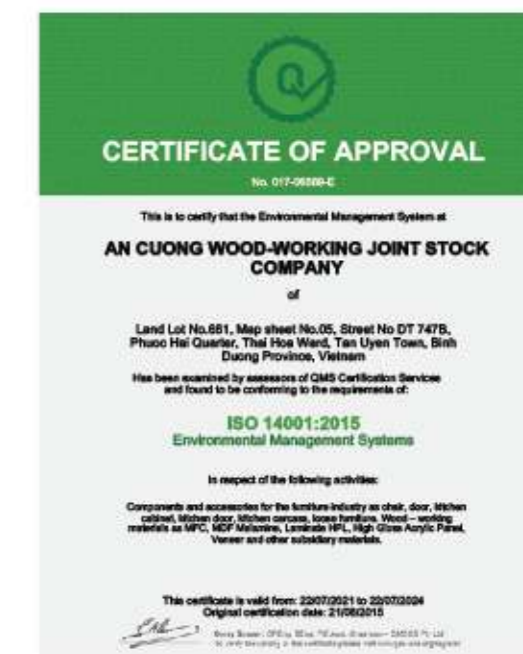 CERTIFICATE OF APPROVAL
This is to certify that the Environmental Management System at
AN CUONG WOOD-WORKING JOINT STOCK
COMPANY
of
Land Lot No.681, Map sheet No.05, Street No DT 747B,
Phuoc Hai Quarter, Thai Hoa Ward, Tan Uyen Town, Binh
Duong Province, Vietnam
Has been examined by assessors of QMS Certification Services
and found to be conforming to the requirements of:
ISO 14001:2015
Environmental Management Systems
in respect of the following activities:
Components and accessories for the furniture industry as chair, door, kitchen
cabinet, kitchen door, kitchen carcass, loose furniture. Wood – working
materials as MFC, MDF Melamine, Laminate HPL, High Gloss Acrylic Panel,
Veneer and other subsidiary materials.
This certificate is valid from: 22/07/2021 to 22/07/2024
Original certification date: 21/08/2015